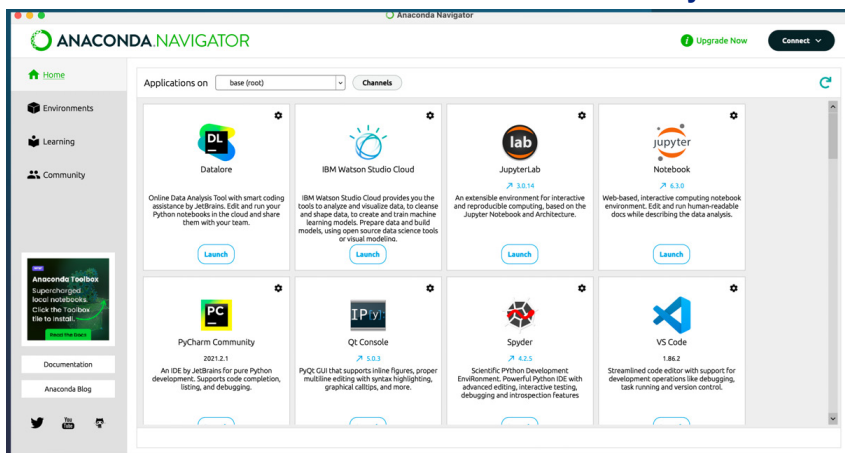 Anaconda Navigator
ANACONDA.NAVIGATOR
Upgrade Now
Connect
Home
Environments
Learning
Community
NEW
Anaconda Toolbox
Supercharged
local notebooks.
Click the Toolbox
tile to install.
Read the Docs
Documentation
Anaconda Blog
You
Tube
Applications on
base (root)
Channels
DL
Datalore
Online Data Analysis Tool with smart coding
assistance by JetBrains. Edit and run your
Python notebooks in the cloud and share
them with your team.
Launch
IBM Watson Studio Cloud
IBM Watson Studio Cloud provides you the
tools to analyze and visualize data, to cleanse
and shape data, to create and train machine
learning models. Prepare data and build
models, using open source data science tools
or visual modeling.
Launch
lab
JupyterLab
3.0.14
An extensible environment for interactive
and reproducible computing, based on the
Jupyter Notebook and Architecture.
Launch
jupyter
Notebook
6.3.0
Web-based, interactive computing notebook
environment. Edit and run human-readable
docs while describing the data analysis.
Launch
PC
PyCharm Community
2021.2.1
An IDE by JetBrains for pure Python
development. Supports code completion,
listing, and debugging.
IP[y]:
Qt Console
5.0.3
PyQt GUI that supports inline figures, proper
multiline editing with syntax highlighting,
graphical calltips, and more.
Spyder
4.2.5
Scientific PYthon Development
EnviRonment. Powerful Python IDE with
advanced editing, interactive testing,
debugging and introspection features
VS Code
1.86.2
Streamlined code editor with support for
development operations like debugging,
task running and version control.